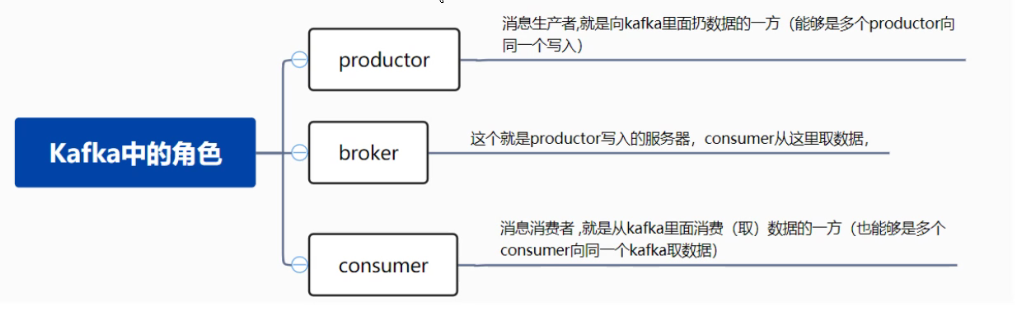 消息生产者,就是向kafka里面扔数据的一方（能够是多个productor向
同一个写入）
productor
Kafka中的角色
这个就是productor写入的服务器，consumer从这里取数据，
broker
消息消费者 ,就是从kafka里面消费（取）数据的一方（也能够是多个
consumer向同一个kafka取数据）
consumer